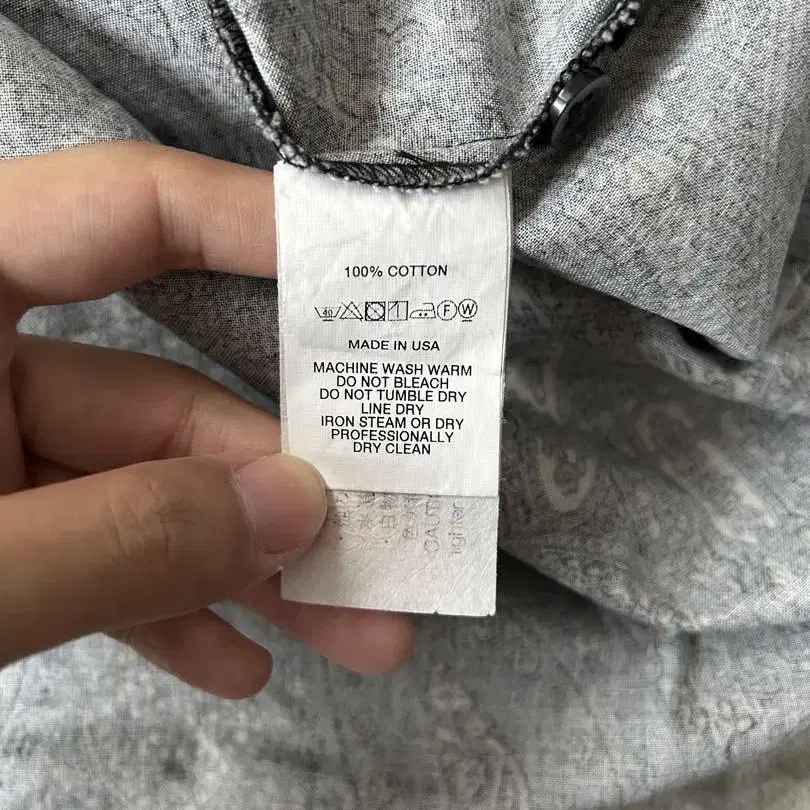 100% COTTON
40 F W
MADE IN USA
MACHINE WASH WARM
DO NOT BLEACH
DO NOT TUMBLE DRY
LINE DRY
IRON STEAM OR DRY
PROFESSIONALLY
DRY CLEAN